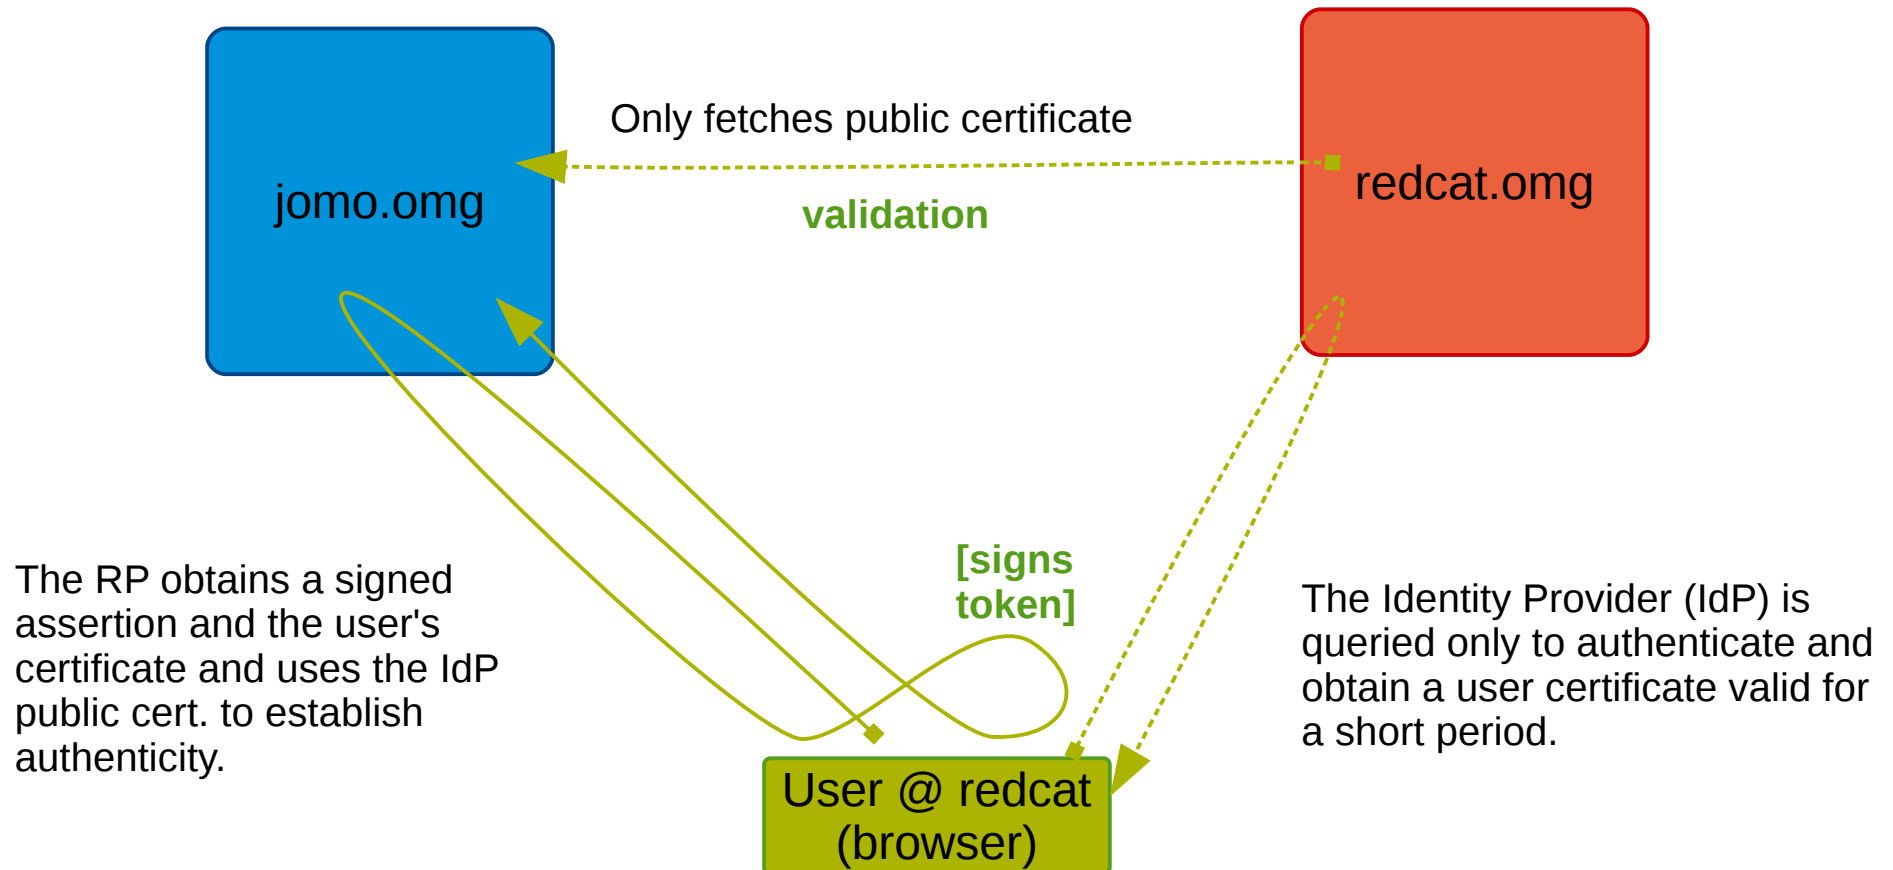 Only fetches public certificate
jomo.omg
redcat.omg
validation
[signs
token]
The RP obtains a signed
assertion and the user's
certificate and uses the IdP
public cert. to establish
authenticity.
The Identity Provider (IdP) is
queried only to authenticate and
obtain a user certificate valid for
a short period.
User @ redcat
(browser)